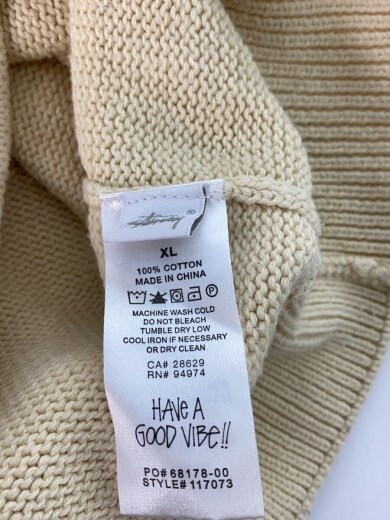 Stüssy ®
XL
100% COTTON
MADE IN CHINA
MACHINE WASH COLD
DO NOT BLEACH
TUMBLE DRY LOW
COOL IRON IF NECESSARY
OR DRY CLEAN
CA# 28629
RN# 94974
HAVE A
GOOD VIBE!!
PO# 68178-00
STYLE# 117073